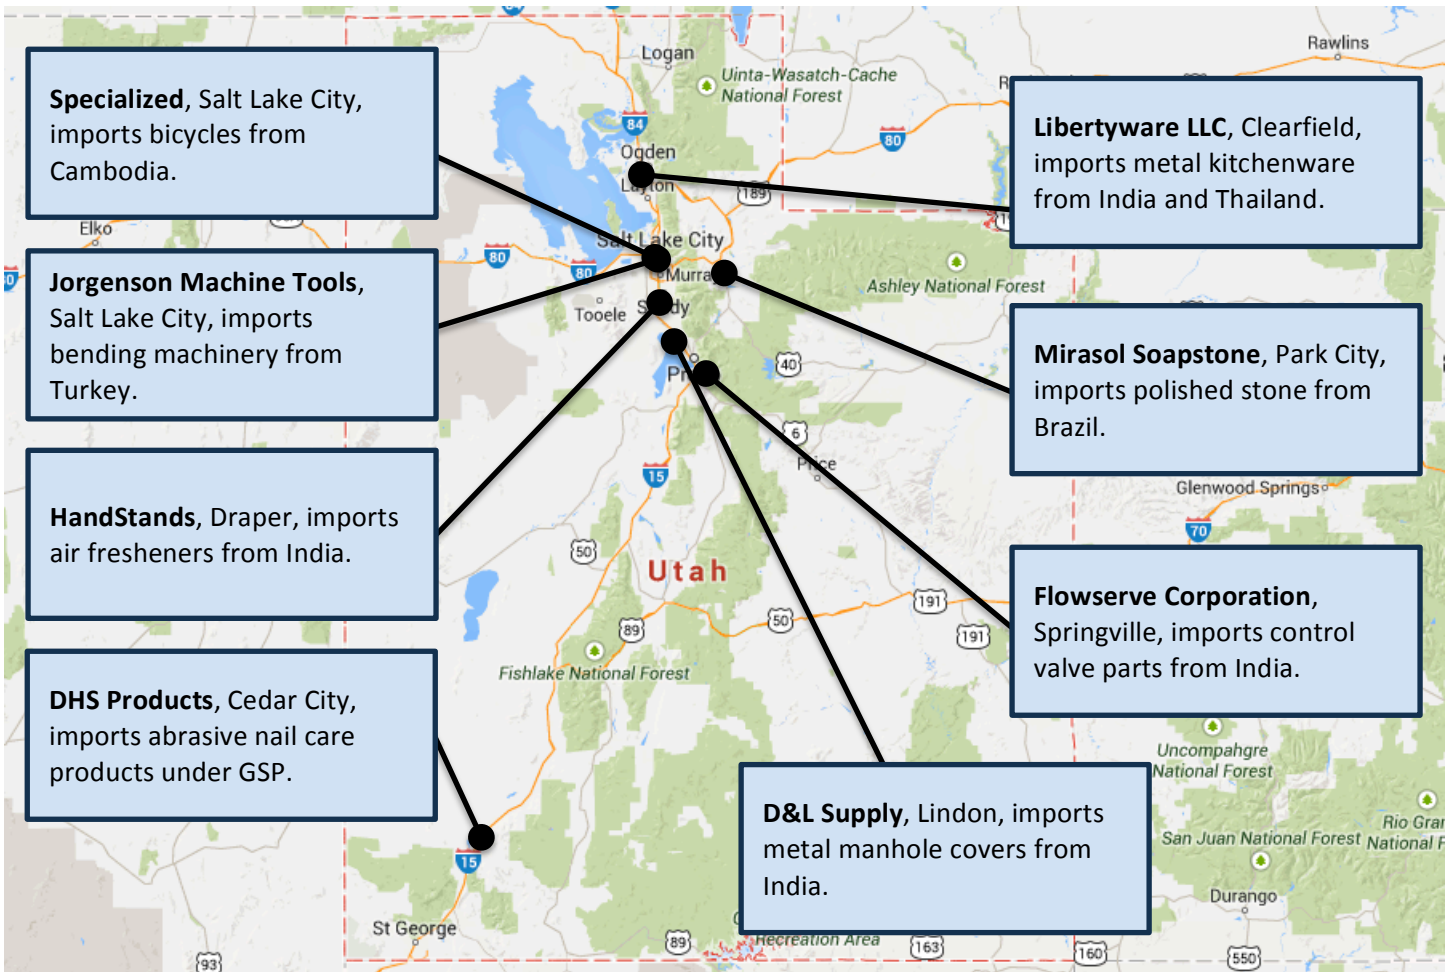 84
Logan
Rawlins
Uinta-Wasatch-Cache
National Forest
Specialized, Salt Lake City,
imports bicycles from
Cambodia.
Libertyware LLC, Clearfield,
imports metal kitchenware
from India and Thailand.
84
80
Ogden
Layton
189
Elko
Salt Lake City
80
80
80
Murray
Ashley National Forest
Jorgenson Machine Tools,
Salt Lake City, imports
bending machinery from
Turkey.
Tooele
Sandy
Mirasol Soapstone, Park City,
imports polished stone from
Brazil.
40
6
Price
15
Glenwood Springs
70
HandStands, Draper, imports
air fresheners from India.
50
Utah
191
Flowserve Corporation,
Springville, imports control
valve parts from India.
89
50
191
Fishlake National Forest
DHS Products, Cedar City,
imports abrasive nail care
products under GSP.
Uncompahgre
National Forest
D&L Supply, Lindon, imports
metal manhole covers from
India.
Rio Gran
San Juan National Forest
National F
15
Durango
St George
89
Recreation Area
163
160
550
93